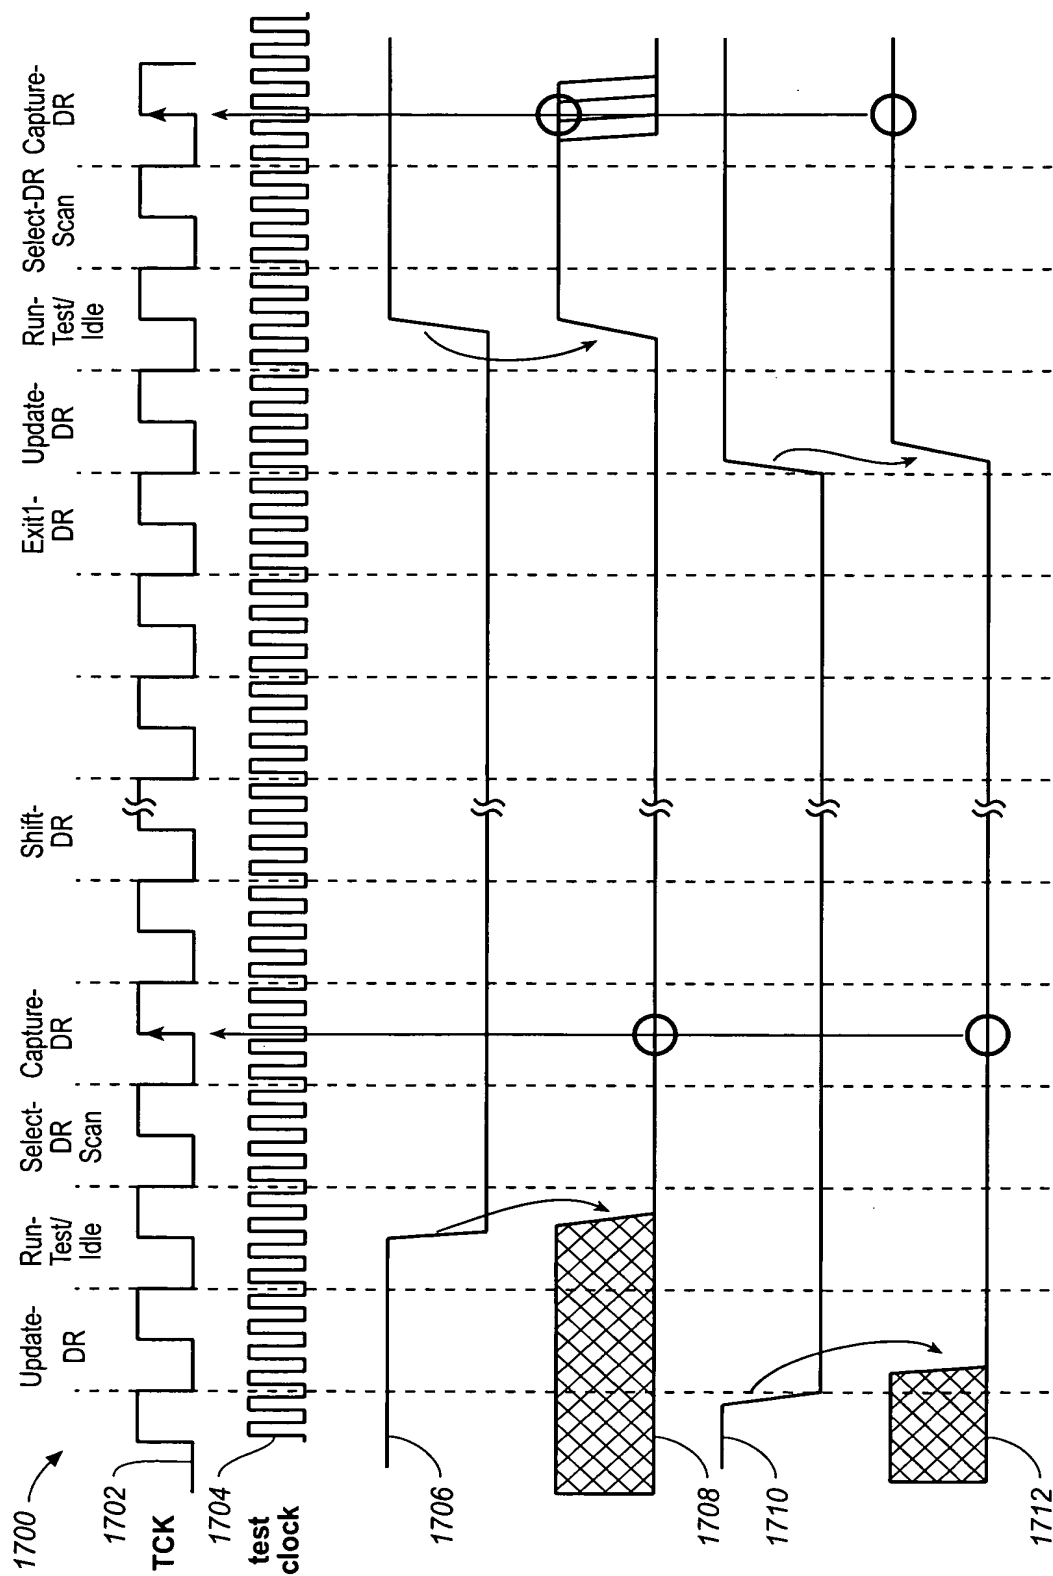 1700
1702
TCK
1704
test
clock
1706
1708
1710
1712
Update-
DR
Run-
Test/
Idle
Select-
DR
Scan
Capture-
DR
Shift-
DR
Exit1-
DR
Update-
DR
Run-
Test/
Idle
Select-DR
Scan
Capture-
DR